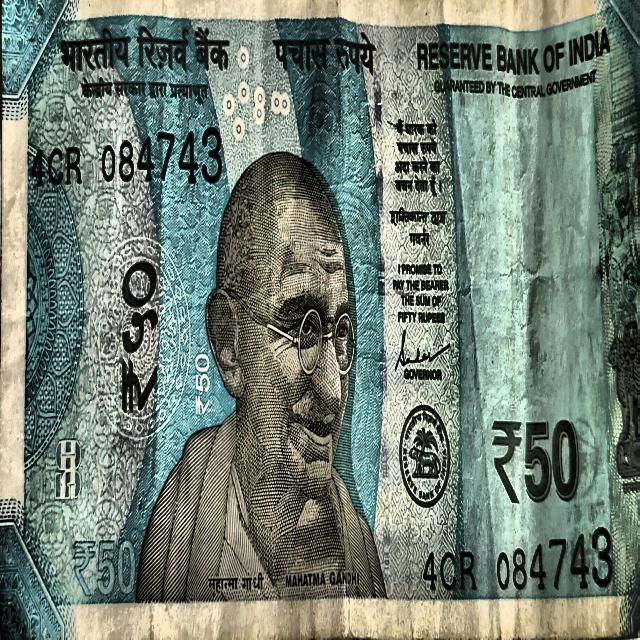 भारतीय रिज़र्व बैंक
पचास रुपये
RESERVE BANK OF INDIA
केन्द्रीय सरकार द्वारा प्रत्याभूत
GUARANTEED BY THE CENTRAL GOVERNMENT
4CR 084743
मैं धारक को
पचास रुपये
अदा करने का
वचन देता हूँ।
गवर्नर
I PROMISE TO
PAY THE BEARER
THE SUM OF
FIFTY RUPEES
GOVERNOR
₹५०
₹50
₹50
₹50
4CR 084743
महात्मा गांधी MAHATMA GANDHI